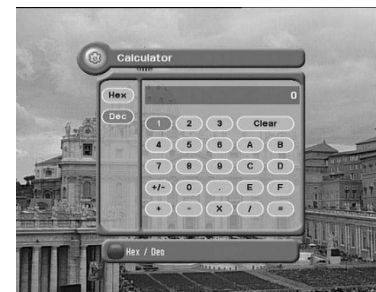 Calculator
Hex
0
Dec
1 2 3 Clear
4 5 6 A B
7 8 9 C D
+/- 0 . E F
+ - X / =
Hex / Dec